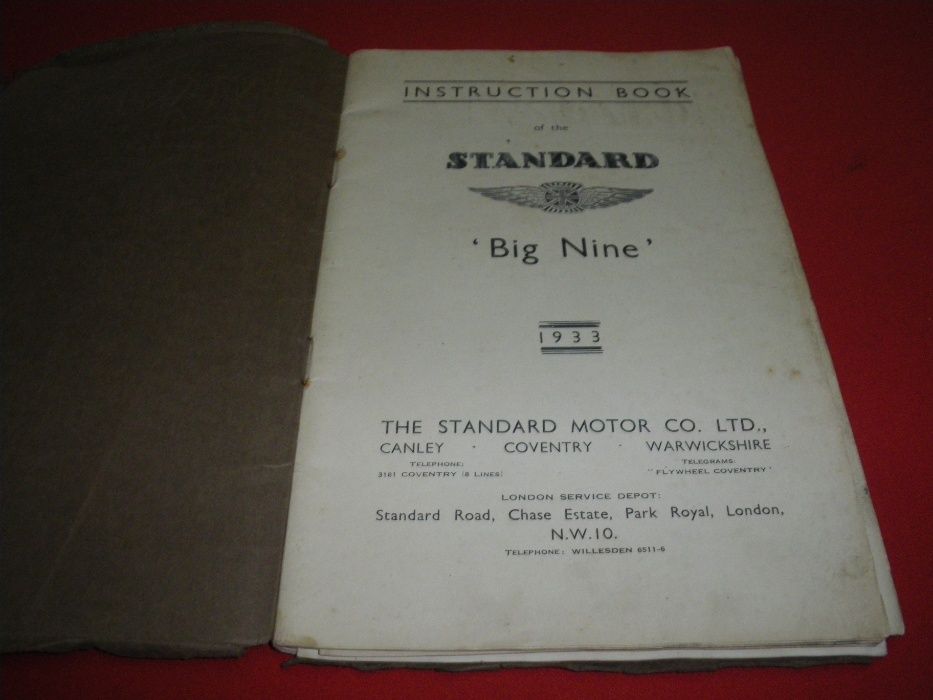 INSTRUCTION BOOK
of the
STANDARD
'Big Nine'
1933
THE STANDARD MOTOR CO. LTD.,
CANLEY · COVENTRY · WARWICKSHIRE
TELEPHONE: TELEGRAMS:
3181 COVENTRY (8 LINES) "FLYWHEEL COVENTRY'
LONDON SERVICE DEPOT:
Standard Road, Chase Estate, Park Royal, London,
N.W.10.
TELEPHONE: WILLESDEN 6511-6